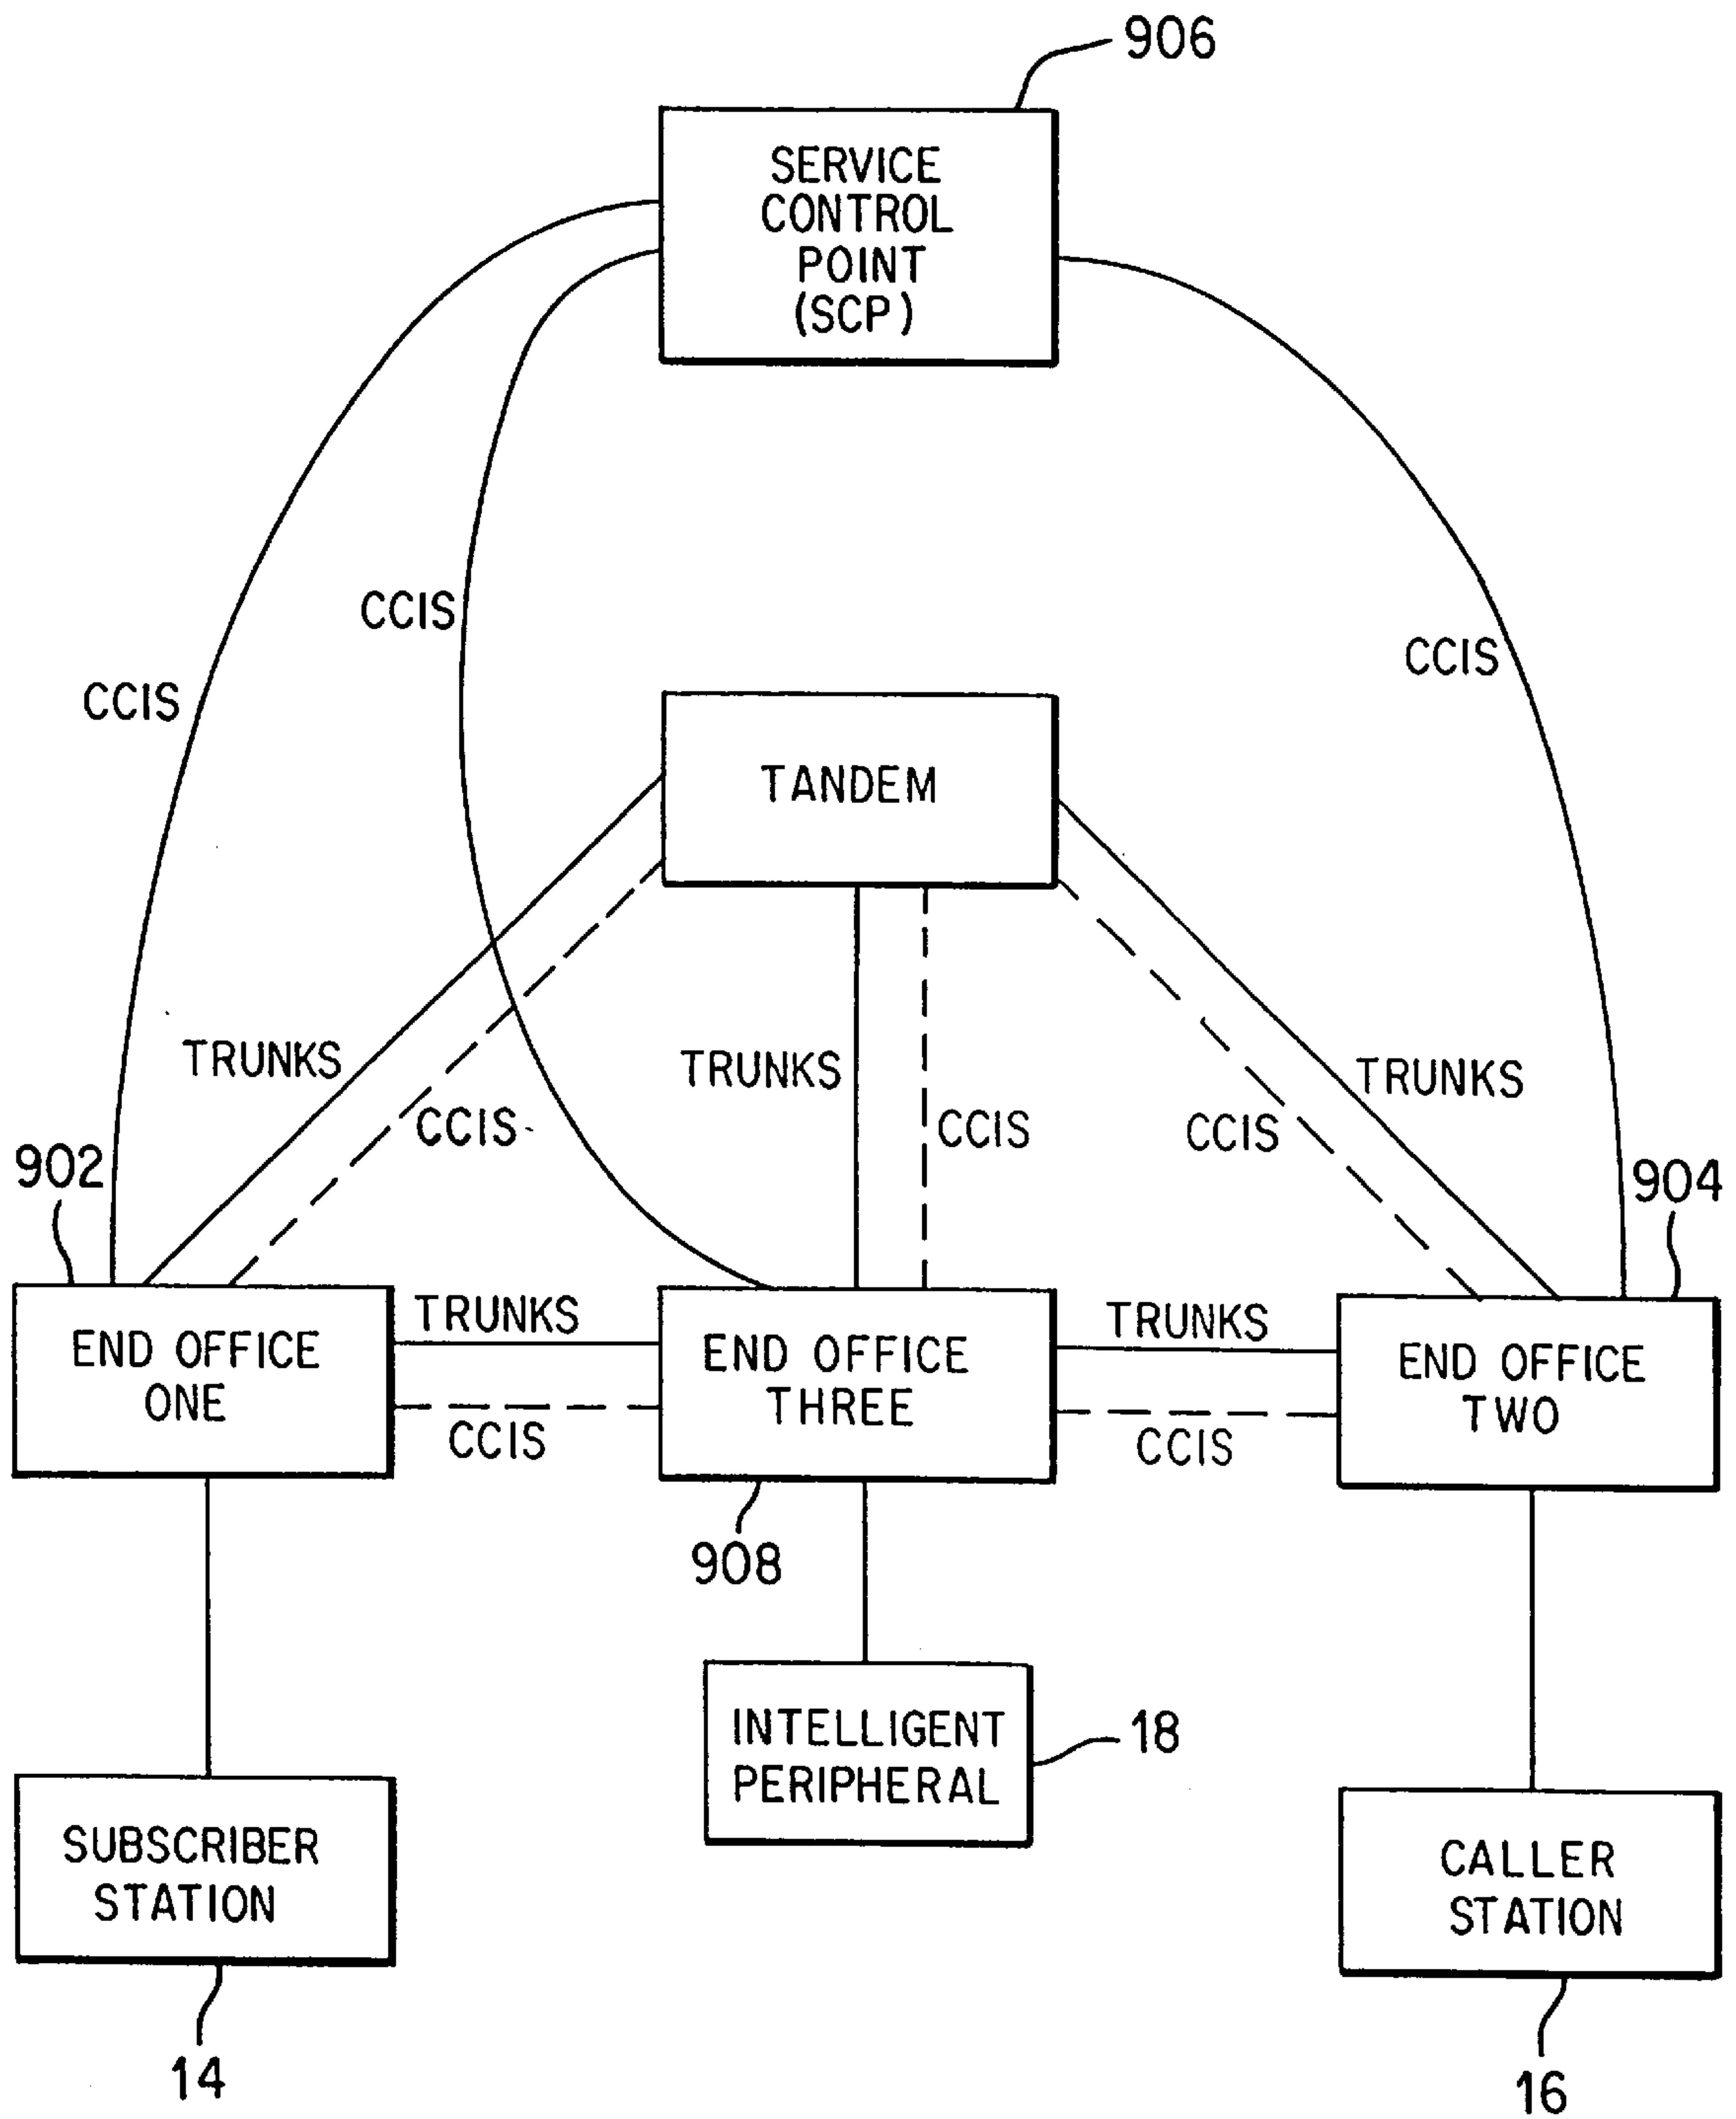 906
SERVICE
CONTROL
POINT
(SCP)
CCIS
CCIS
CCIS
TANDEM
TRUNKS
TRUNKS
TRUNKS
CCIS
CCIS
CCIS
902
904
TRUNKS
TRUNKS
END OFFICE
ONE
END OFFICE
THREE
END OFFICE
TWO
CCIS
CCIS
908
INTELLIGENT
PERIPHERAL
18
SUBSCRIBER
STATION
CALLER
STATION
14
16